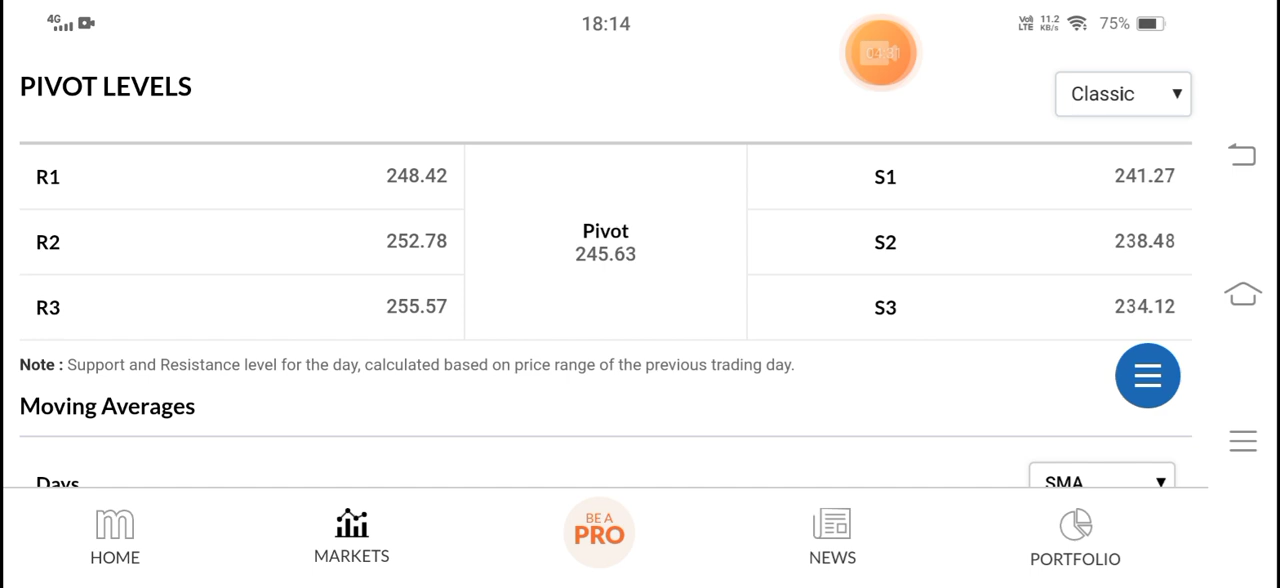 4G 18:14 Voi) LTE 11.2 KB/s 75%
PIVOT LEVELS
Classic
R1 248.42 S1 241.27
Pivot
R2 252.78 245.63 S2 238.48
R3 255.57 S3 234.12
Note : Support and Resistance level for the day, calculated based on price range of the previous trading day.
Moving Averages
Days SMA
HOME MARKETS BE A PRO NEWS PORTFOLIO